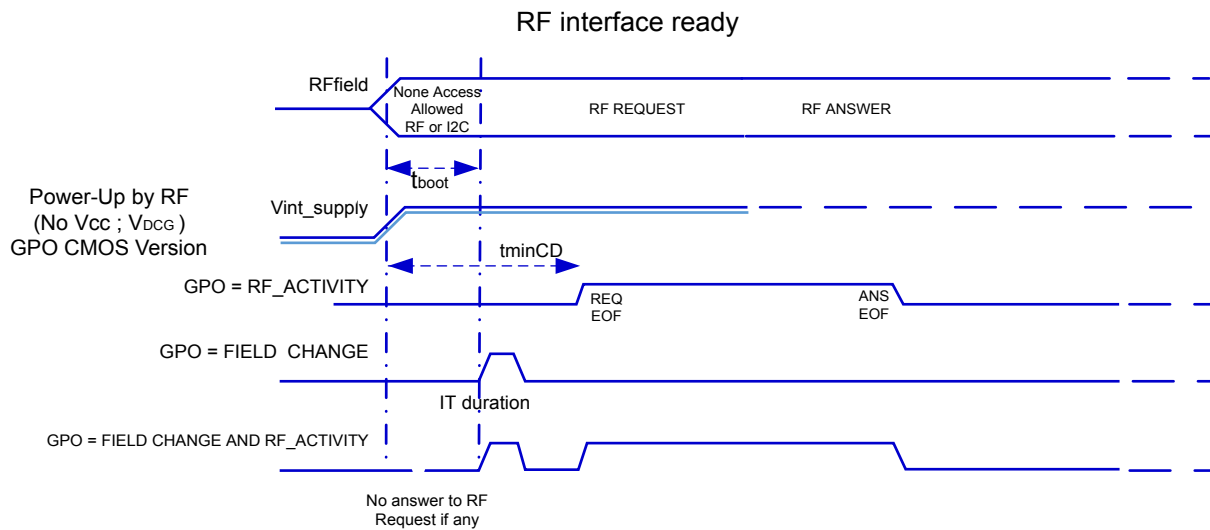 RF interface ready
RFfield
None Access
Allowed
RF or I2C
RF REQUEST
RF ANSWER
tboot
Power-Up by RF
(No Vcc ; VDCG )
GPO CMOS Version
Vint_supply
tminCD
GPO = RF_ACTIVITY
REQ
EOF
ANS
EOF
GPO = FIELD CHANGE
IT duration
GPO = FIELD CHANGE AND RF_ACTIVITY
No answer to RF
Request if any